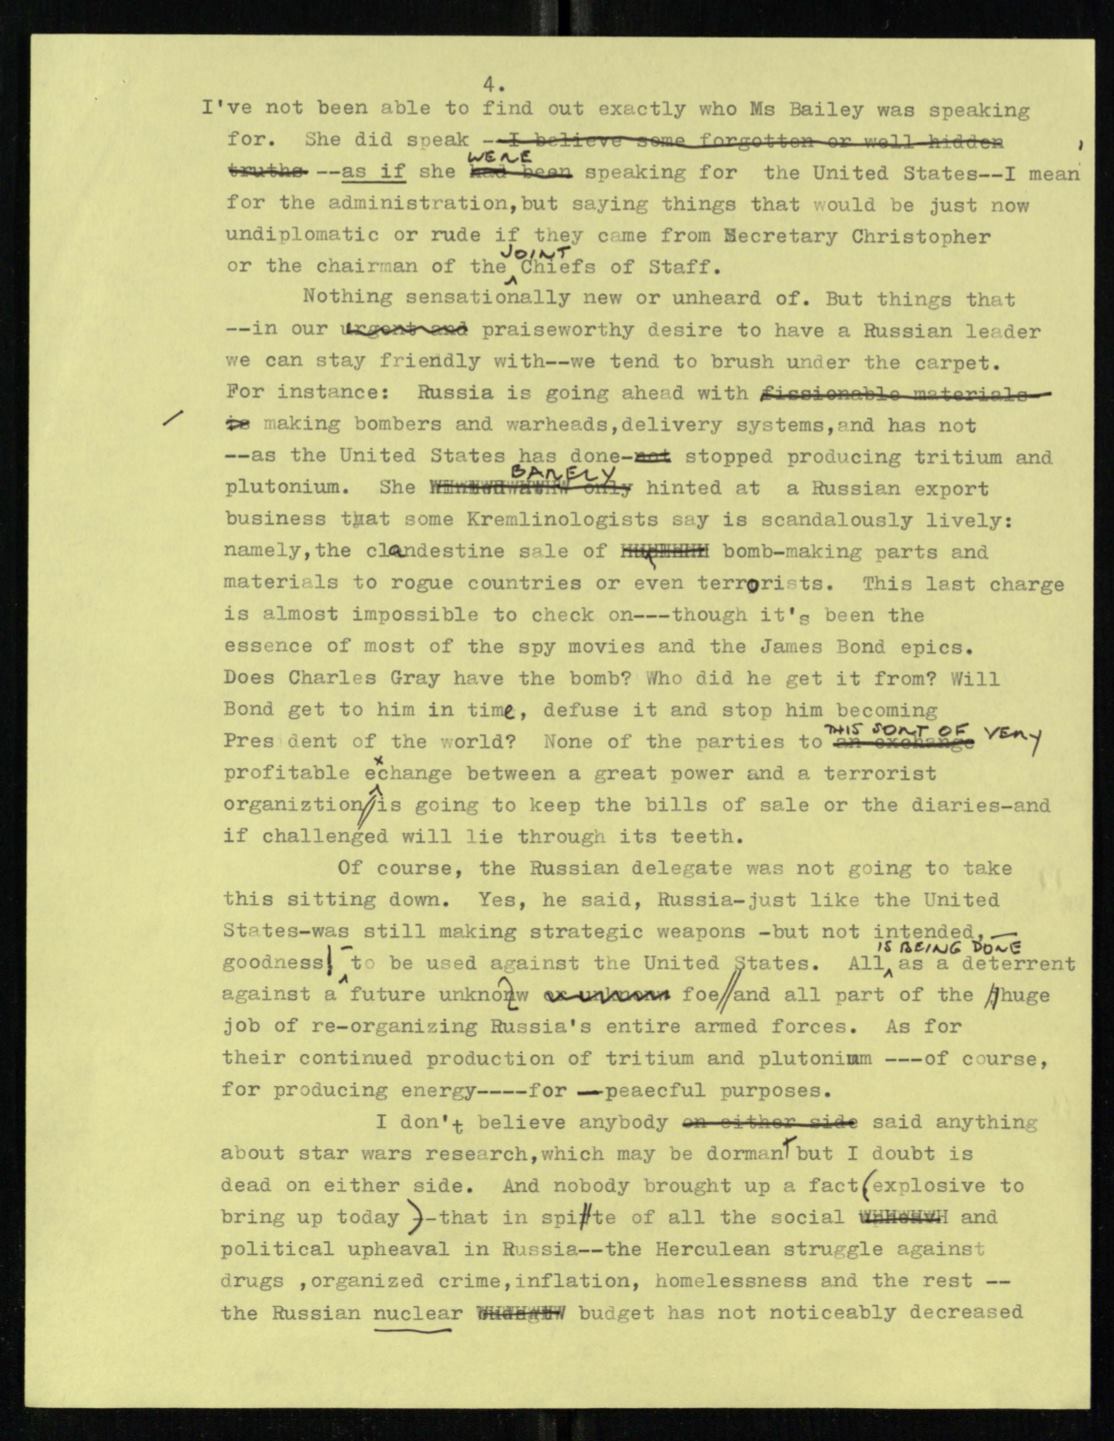 4.
I've not been able to find out exactly who Ms Bailey was speaking
for. She did speak --I believe some forgotten or well hidden
WERE
truths --as if she had been speaking for the United States--I mean,
for the administration,but saying things that would be just now
undiplomatic or rude if they came from Secretary Christopher
JOINT
or the chairman of the Chiefs of Staff.
Nothing sensationally new or unheard of. But things that
--in our urgent and praiseworthy desire to have a Russian leader
we can stay friendly with--we tend to brush under the carpet.
For instance: Russia is going ahead with fissionable materials
is making bombers and warheads,delivery systems,and has not
--as the United States has done-not stopped producing tritium and
BARELY
plutonium. She only hinted at a Russian export
business that some Kremlinologists say is scandalously lively:
namely,the clandestine sale of bomb-making parts and
materials to rogue countries or even terrorists. This last charge
is almost impossible to check on---though it's been the
essence of most of the spy movies and the James Bond epics.
Does Charles Gray have the bomb? Who did he get it from? Will
Bond get to him in time, defuse it and stop him becoming
THIS SORT OF VERY
Pres dent of the world? None of the parties to an exchange
x
profitable echange between a great power and a terrorist
organiztion//is going to keep the bills of sale or the diaries-and
if challenged will lie through its teeth.
Of course, the Russian delegate was not going to take
this sitting down. Yes, he said, Russia-just like the United
States-was still making strategic weapons -but not intended, —
IS BEING DONE
goodness! - to be used against the United States. All as a deterrent
against a future unknonw or unknown foe//and all part of the huge
job of re-organizing Russia's entire armed forces. As for
their continued production of tritium and plutonium ---of course,
for producing energy----for —peaecful purposes.
I don't believe anybody on either side said anything
about star wars research,which may be dormant but I doubt is
dead on either side. And nobody brought up a fact(explosive to
bring up today )--that in spite of all the social and
political upheaval in Russia--the Herculean struggle against
drugs ,organized crime,inflation, homelessness and the rest --
the Russian nuclear budget has not noticeably decreased